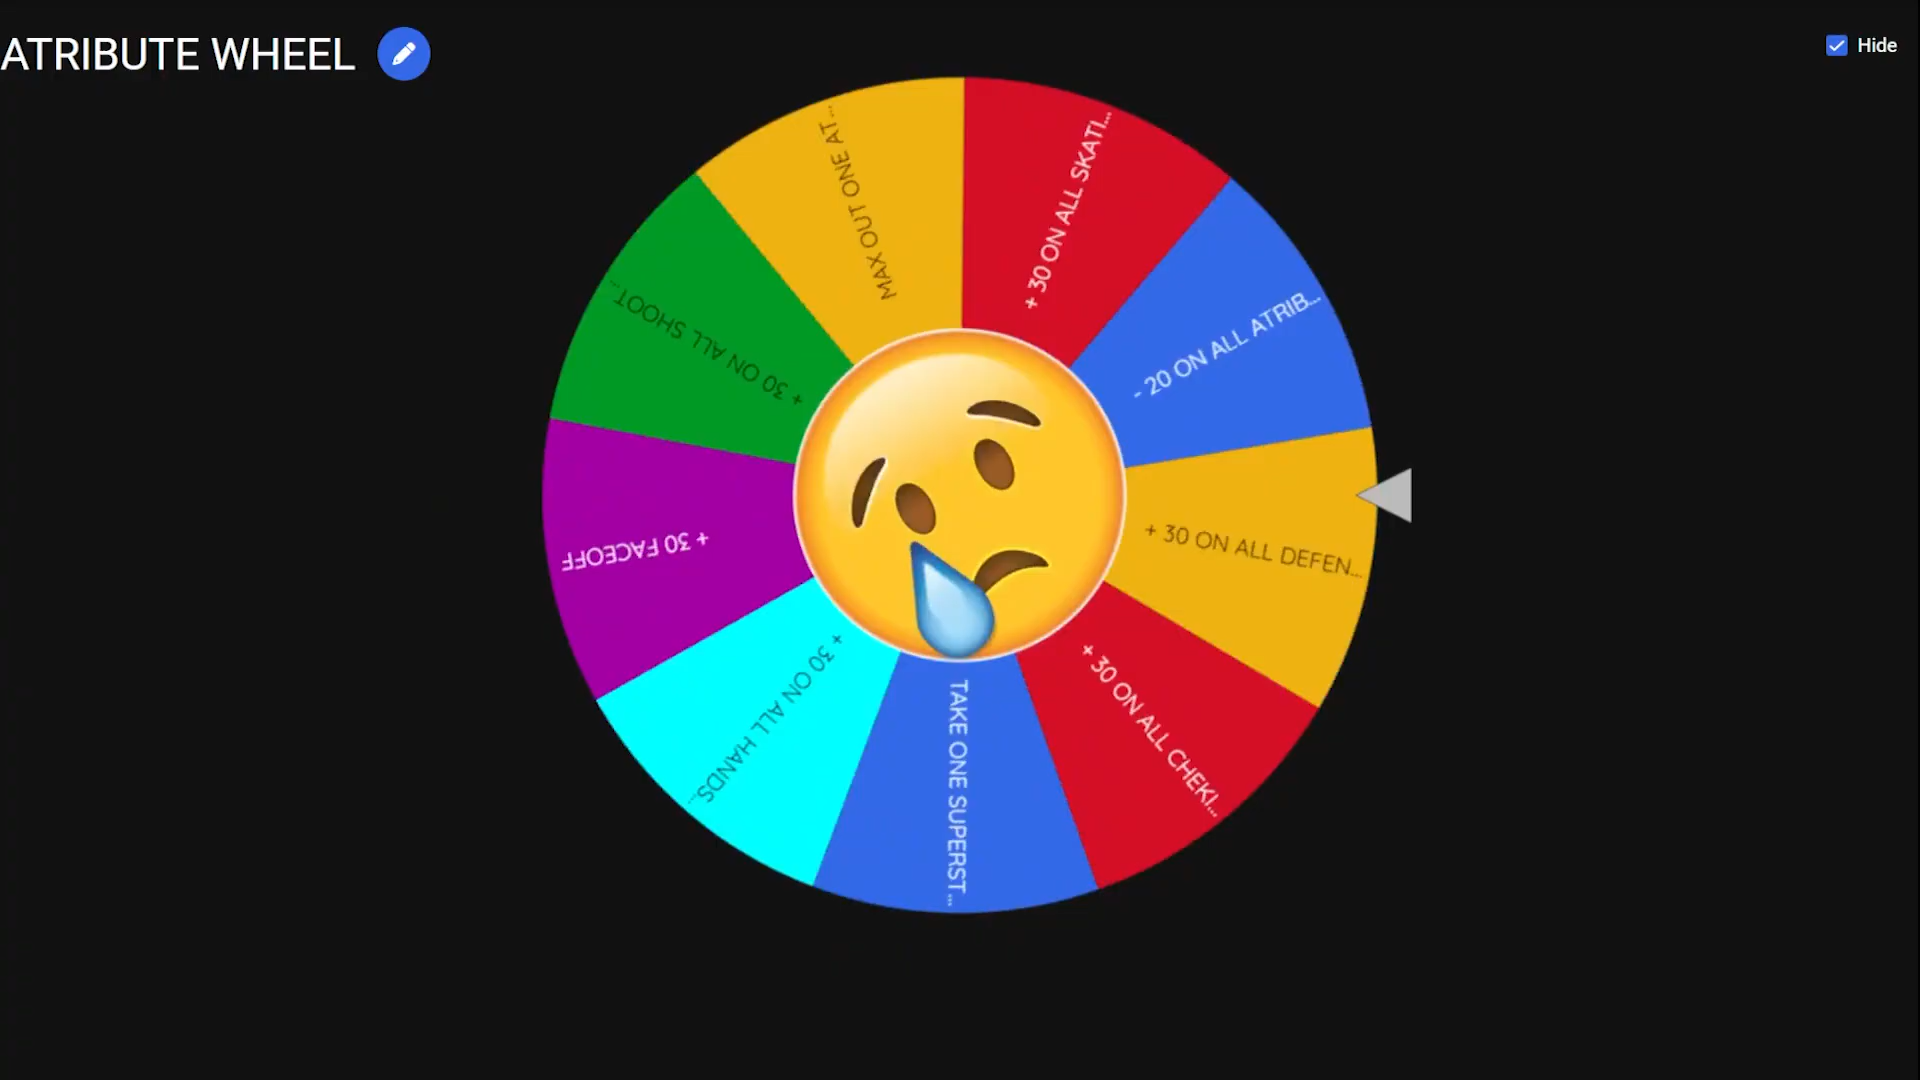 ATRIBUTE WHEEL
Hide
MAX OUT ONE AT...
+ 30 ON ALL SKATI...
- 20 ON ALL ATRIB...
+ 30 ON ALL DEFEN...
+ 30 ON ALL CHEKI...
TAKE ONE SUPERST...
+ 30 ON ALL HANDS...
+ 30 FACEOFF
+ 30 ON ALL SHOOT...